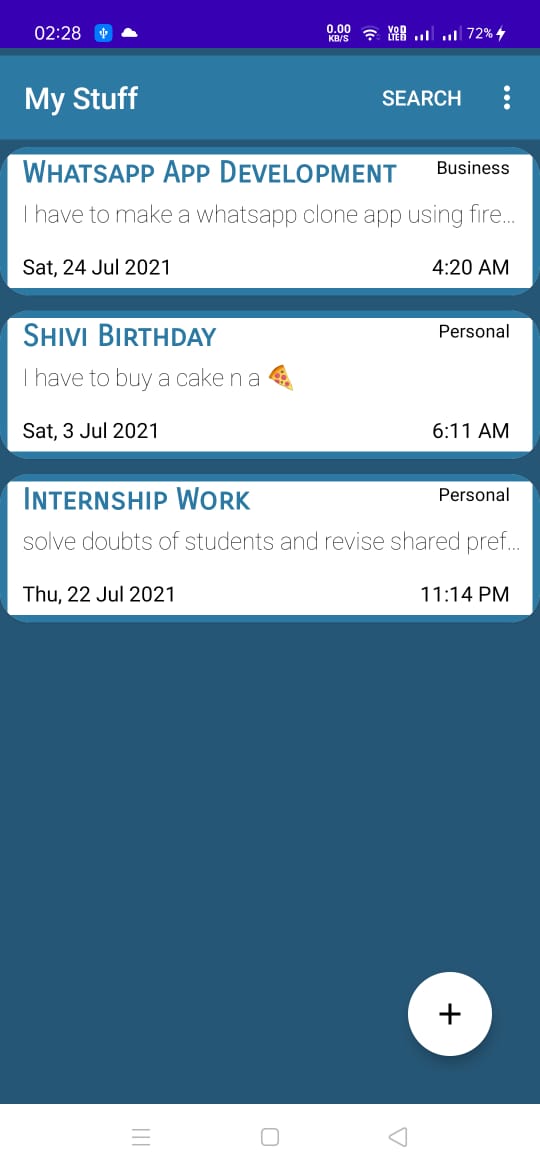 02:28 0.00 KB/S VoD LTE 72%
My Stuff SEARCH
Whatsapp App Development Business
I have to make a whatsapp clone app using fire...
Sat, 24 Jul 2021 4:20 AM
Shivi Birthday Personal
I have to buy a cake n a 🍕
Sat, 3 Jul 2021 6:11 AM
Internship Work Personal
solve doubts of students and revise shared pref...
Thu, 22 Jul 2021 11:14 PM
+